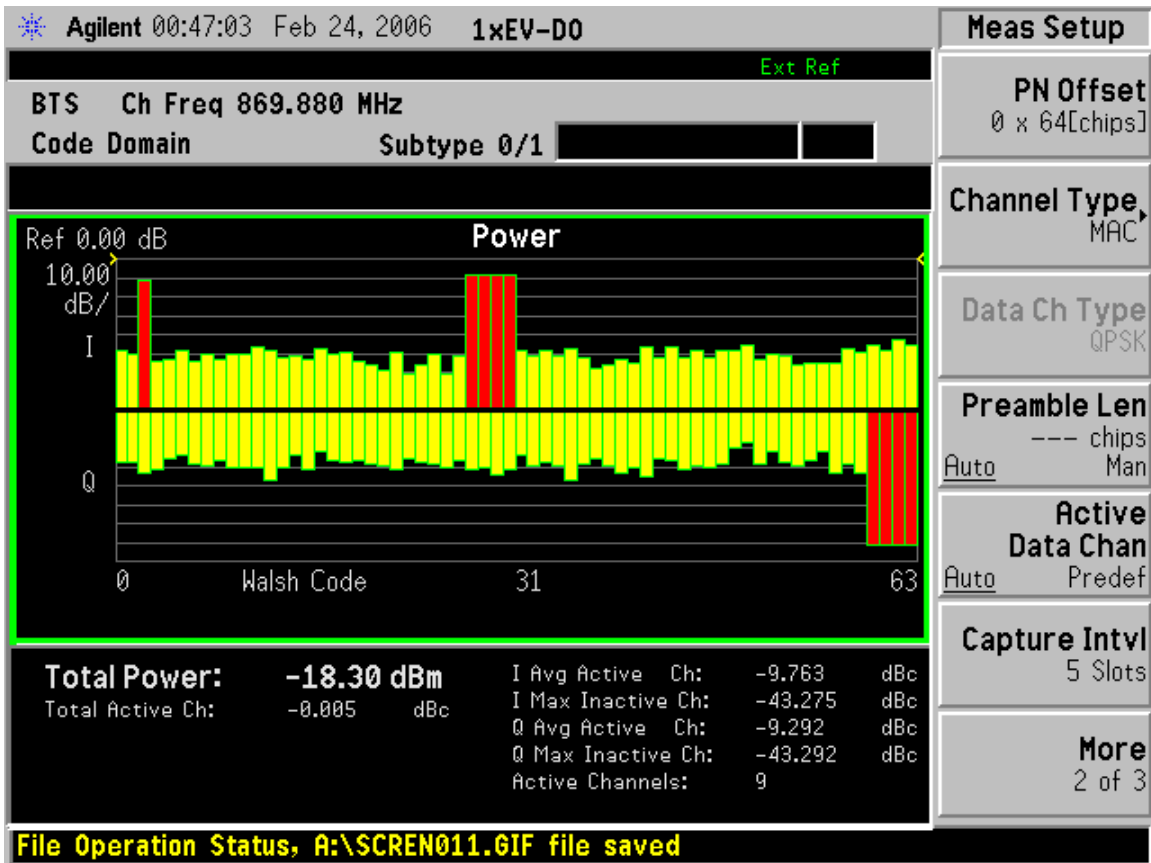 Agilent 00:47:03 Feb 24, 2006 1xEV-DO
Meas Setup
Ext Ref
BTS Ch Freq 869.880 MHz
Code Domain Subtype 0/1
Ref 0.00 dB Power
10.00
dB/
I
Q
0 Walsh Code 31 63
Total Power: -18.30 dBm
Total Active Ch: -0.005 dBc
I Avg Active Ch: -9.763 dBc
I Max Inactive Ch: -43.275 dBc
Q Avg Active Ch: -9.292 dBc
Q Max Inactive Ch: -43.292 dBc
Active Channels: 9
PN Offset
0 x 64[chips]
Channel Type
MAC
Data Ch Type
QPSK
Preamble Len
--- chips
Auto Man
Active
Data Chan
Auto Predef
Capture Intvl
5 Slots
More
2 of 3
File Operation Status, A:\SCREN011.GIF file saved